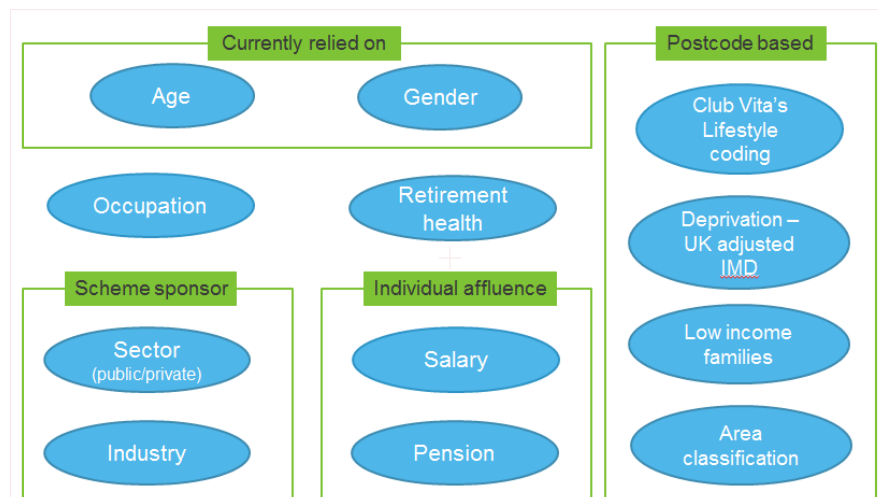 Currently relied on
Age
Gender
Occupation
Retirement
health
Scheme sponsor
Sector
(public/private)
Industry
Individual affluence
Salary
Pension
Postcode based
Club Vita's
Lifestyle
coding
Deprivation –
UK adjusted
IMD
Low income
families
Area
classification